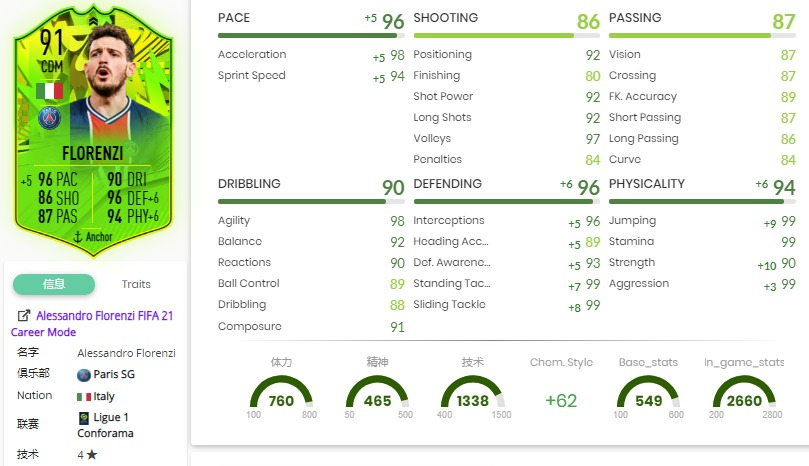 91
CDM
FLORENZI
+5 96 PAC 90 DRI
86 SHO 96 DEF+6
87 PAS 94 PHY+6
Anchor
信息 Traits
Alessandro Florenzi FIFA 21
Career Mode
名字 Alessandro Florenzi
俱乐部 Paris SG
Nation Italy
联赛 Ligue 1
Conforama
技术 4 ★
PACE +5 96
Acceleration +5 98
Sprint Speed +5 94
SHOOTING 86
Positioning 92
Finishing 80
Shot Power 92
Long Shots 92
Volleys 97
Penalties 84
PASSING 87
Vision 87
Crossing 87
FK. Accuracy 89
Short Passing 87
Long Passing 86
Curve 84
DRIBBLING 90
Agility 98
Balance 92
Reactions 90
Ball Control 89
Dribbling 88
Composure 91
DEFENDING +6 96
Interceptions +5 96
Heading Acc... +5 89
Def. Awarene... +5 93
Standing Tac... +7 99
Sliding Tackle +8 99
PHYSICALITY +6 94
Jumping +9 99
Stamina 99
Strength +10 90
Aggression +3 99
体力 精神 技术 Chem. Style Base_stats In_game_stats
760 465 1338 +62 549 2660
100 800 50 500 400 1500 100 600 200 2800